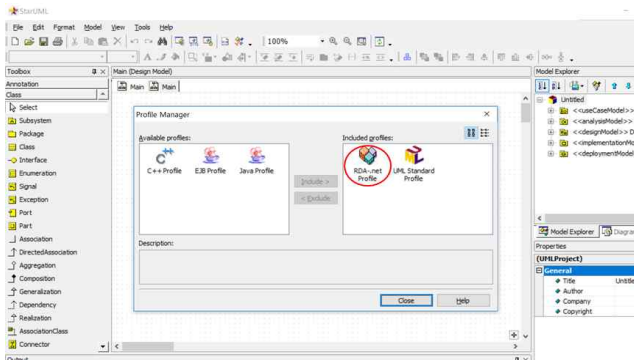 StarUML
File Edit Format Model View Tools Help
100%
Toolbox
Main (Design Model)
Model Explorer
Annotation
Class
Main Main
Select
Subsystem
Package
Class
Interface
Enumeration
Signal
Exception
Port
Part
Association
DirectedAssociation
Aggregation
Composition
Generalization
Dependency
Realization
AssociationClass
Connector
Profile Manager
Available profiles:
Included profiles:
C++ Profile EJB Profile Java Profile
RDA-.net Profile
UML Standard Profile
Include >
< Exclude
Description:
Close Help
Untitled
<<useCaseModel>>
<<analysisModel>>
<<designModel>> D
<<implementationMo
<<deploymentModel
Model Explorer Diagra
Properties
(UMLProject)
General
Title Untitle
Author
Company
Copyright
Output